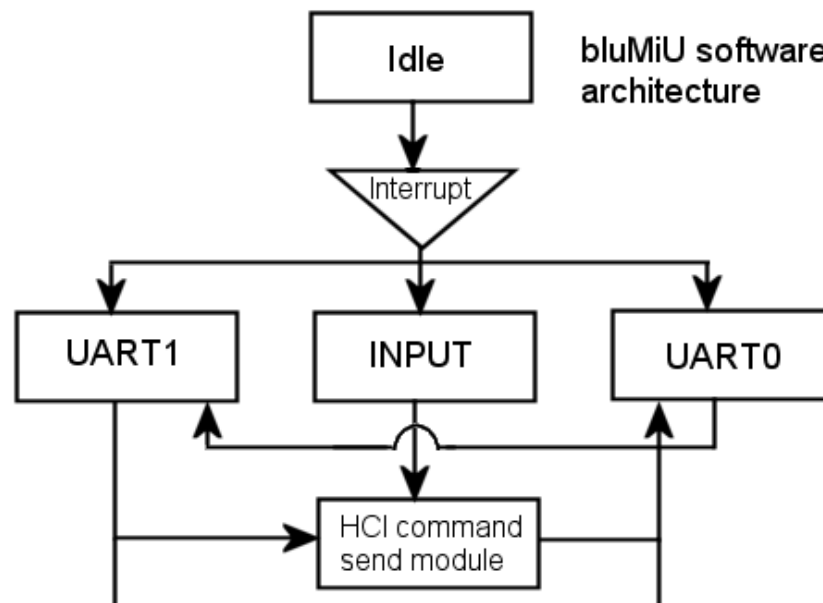 Idle
bluMiU software
architecture
Interrupt
UART1
INPUT
UART0
HCI command
send module